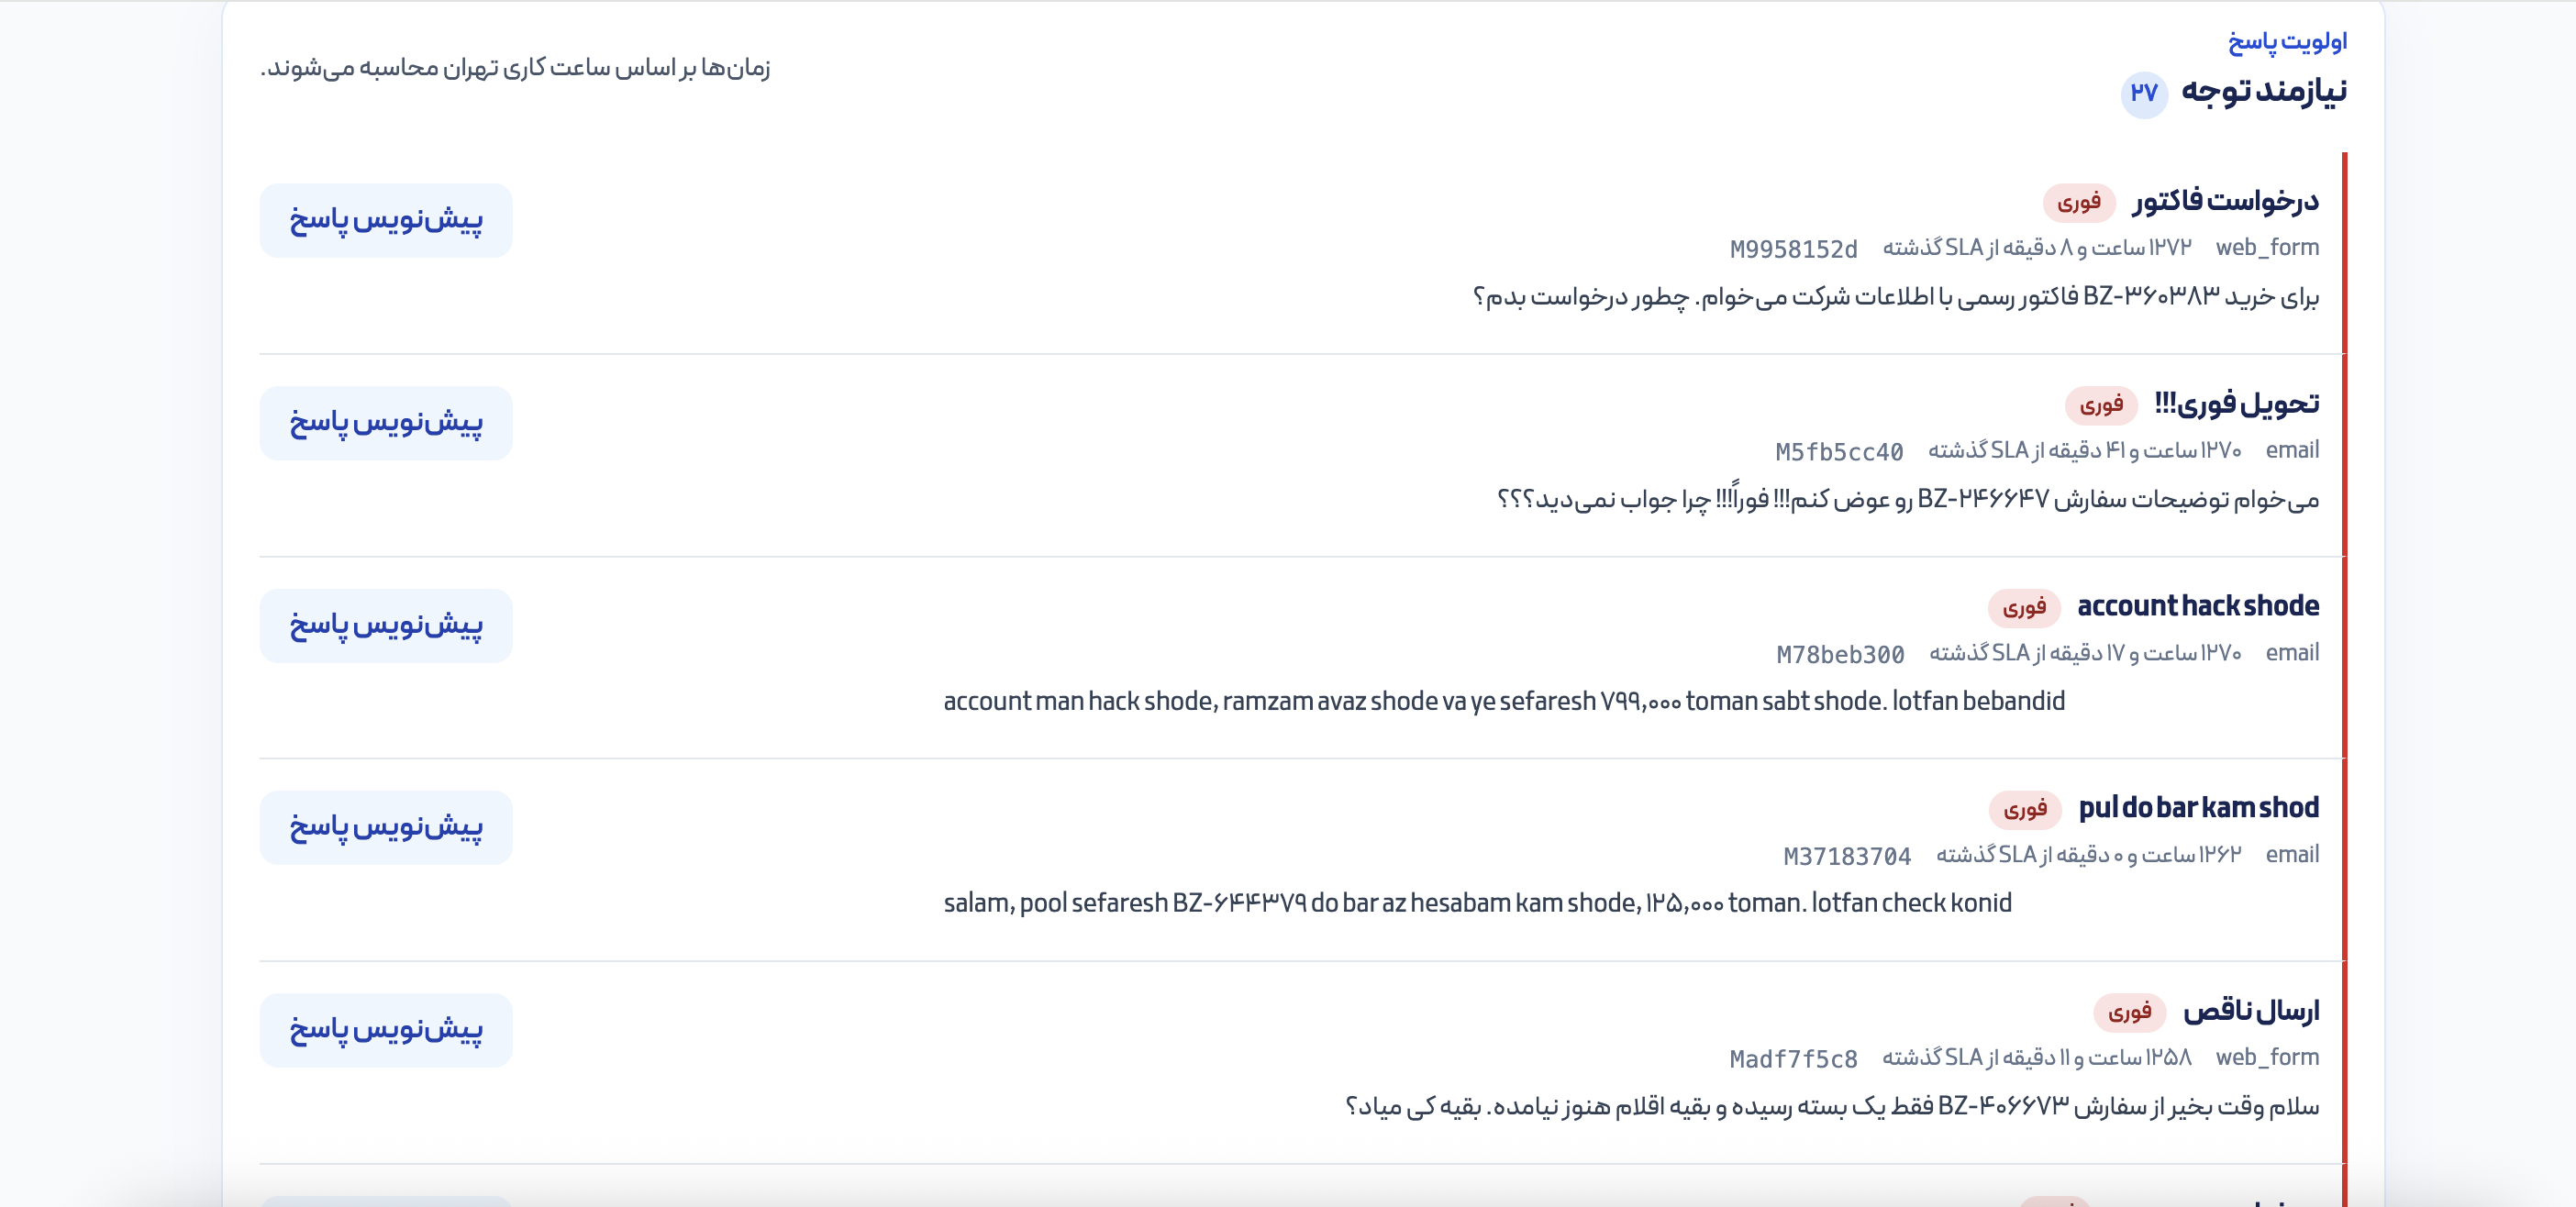 اولویت پاسخ
نیازمند توجه ۲۷
زمان‌ها بر اساس ساعت کاری تهران محاسبه می‌شوند.
درخواست فاکتور فوری
web_form ۱۲۷۲ ساعت و ۸ دقیقه از SLA گذشته M9958152d
برای خرید BZ-۳۶۰۳۸۳ فاکتور رسمی با اطلاعات شرکت می‌خوام. چطور درخواست بدم؟
پیش‌نویس پاسخ
تحویل فوری!!! فوری
email ۱۲۷۰ ساعت و ۴۱ دقیقه از SLA گذشته M5fb5cc40
می‌خوام توضیحات سفارش BZ-۲۴۶۶۴۷ رو عوض کنم!!! فوراً!!! چرا جواب نمی‌دید؟؟؟
پیش‌نویس پاسخ
account hack shode فوری
email ۱۲۷۰ ساعت و ۱۷ دقیقه از SLA گذشته M78beb300
account man hack shode, ramzam avaz shode va ye sefaresh ۷۹۹,۰۰۰ toman sabt shode. lotfan bebandid
پیش‌نویس پاسخ
pul do bar kam shod فوری
email ۱۲۶۲ ساعت و ۰ دقیقه از SLA گذشته M37183704
salam, pool sefaresh BZ-۶۴۴۳۷۹ do bar az hesabam kam shode, ۱۲۵,۰۰۰ toman. lotfan check konid
پیش‌نویس پاسخ
ارسال ناقص فوری
web_form ۱۲۵۸ ساعت و ۱۱ دقیقه از SLA گذشته Madf7f5c8
سلام وقت بخیر از سفارش BZ-۴۰۶۶۷۳ فقط یک بسته رسیده و بقیه اقلام هنوز نیامده. بقیه کی میاد؟
پیش‌نویس پاسخ